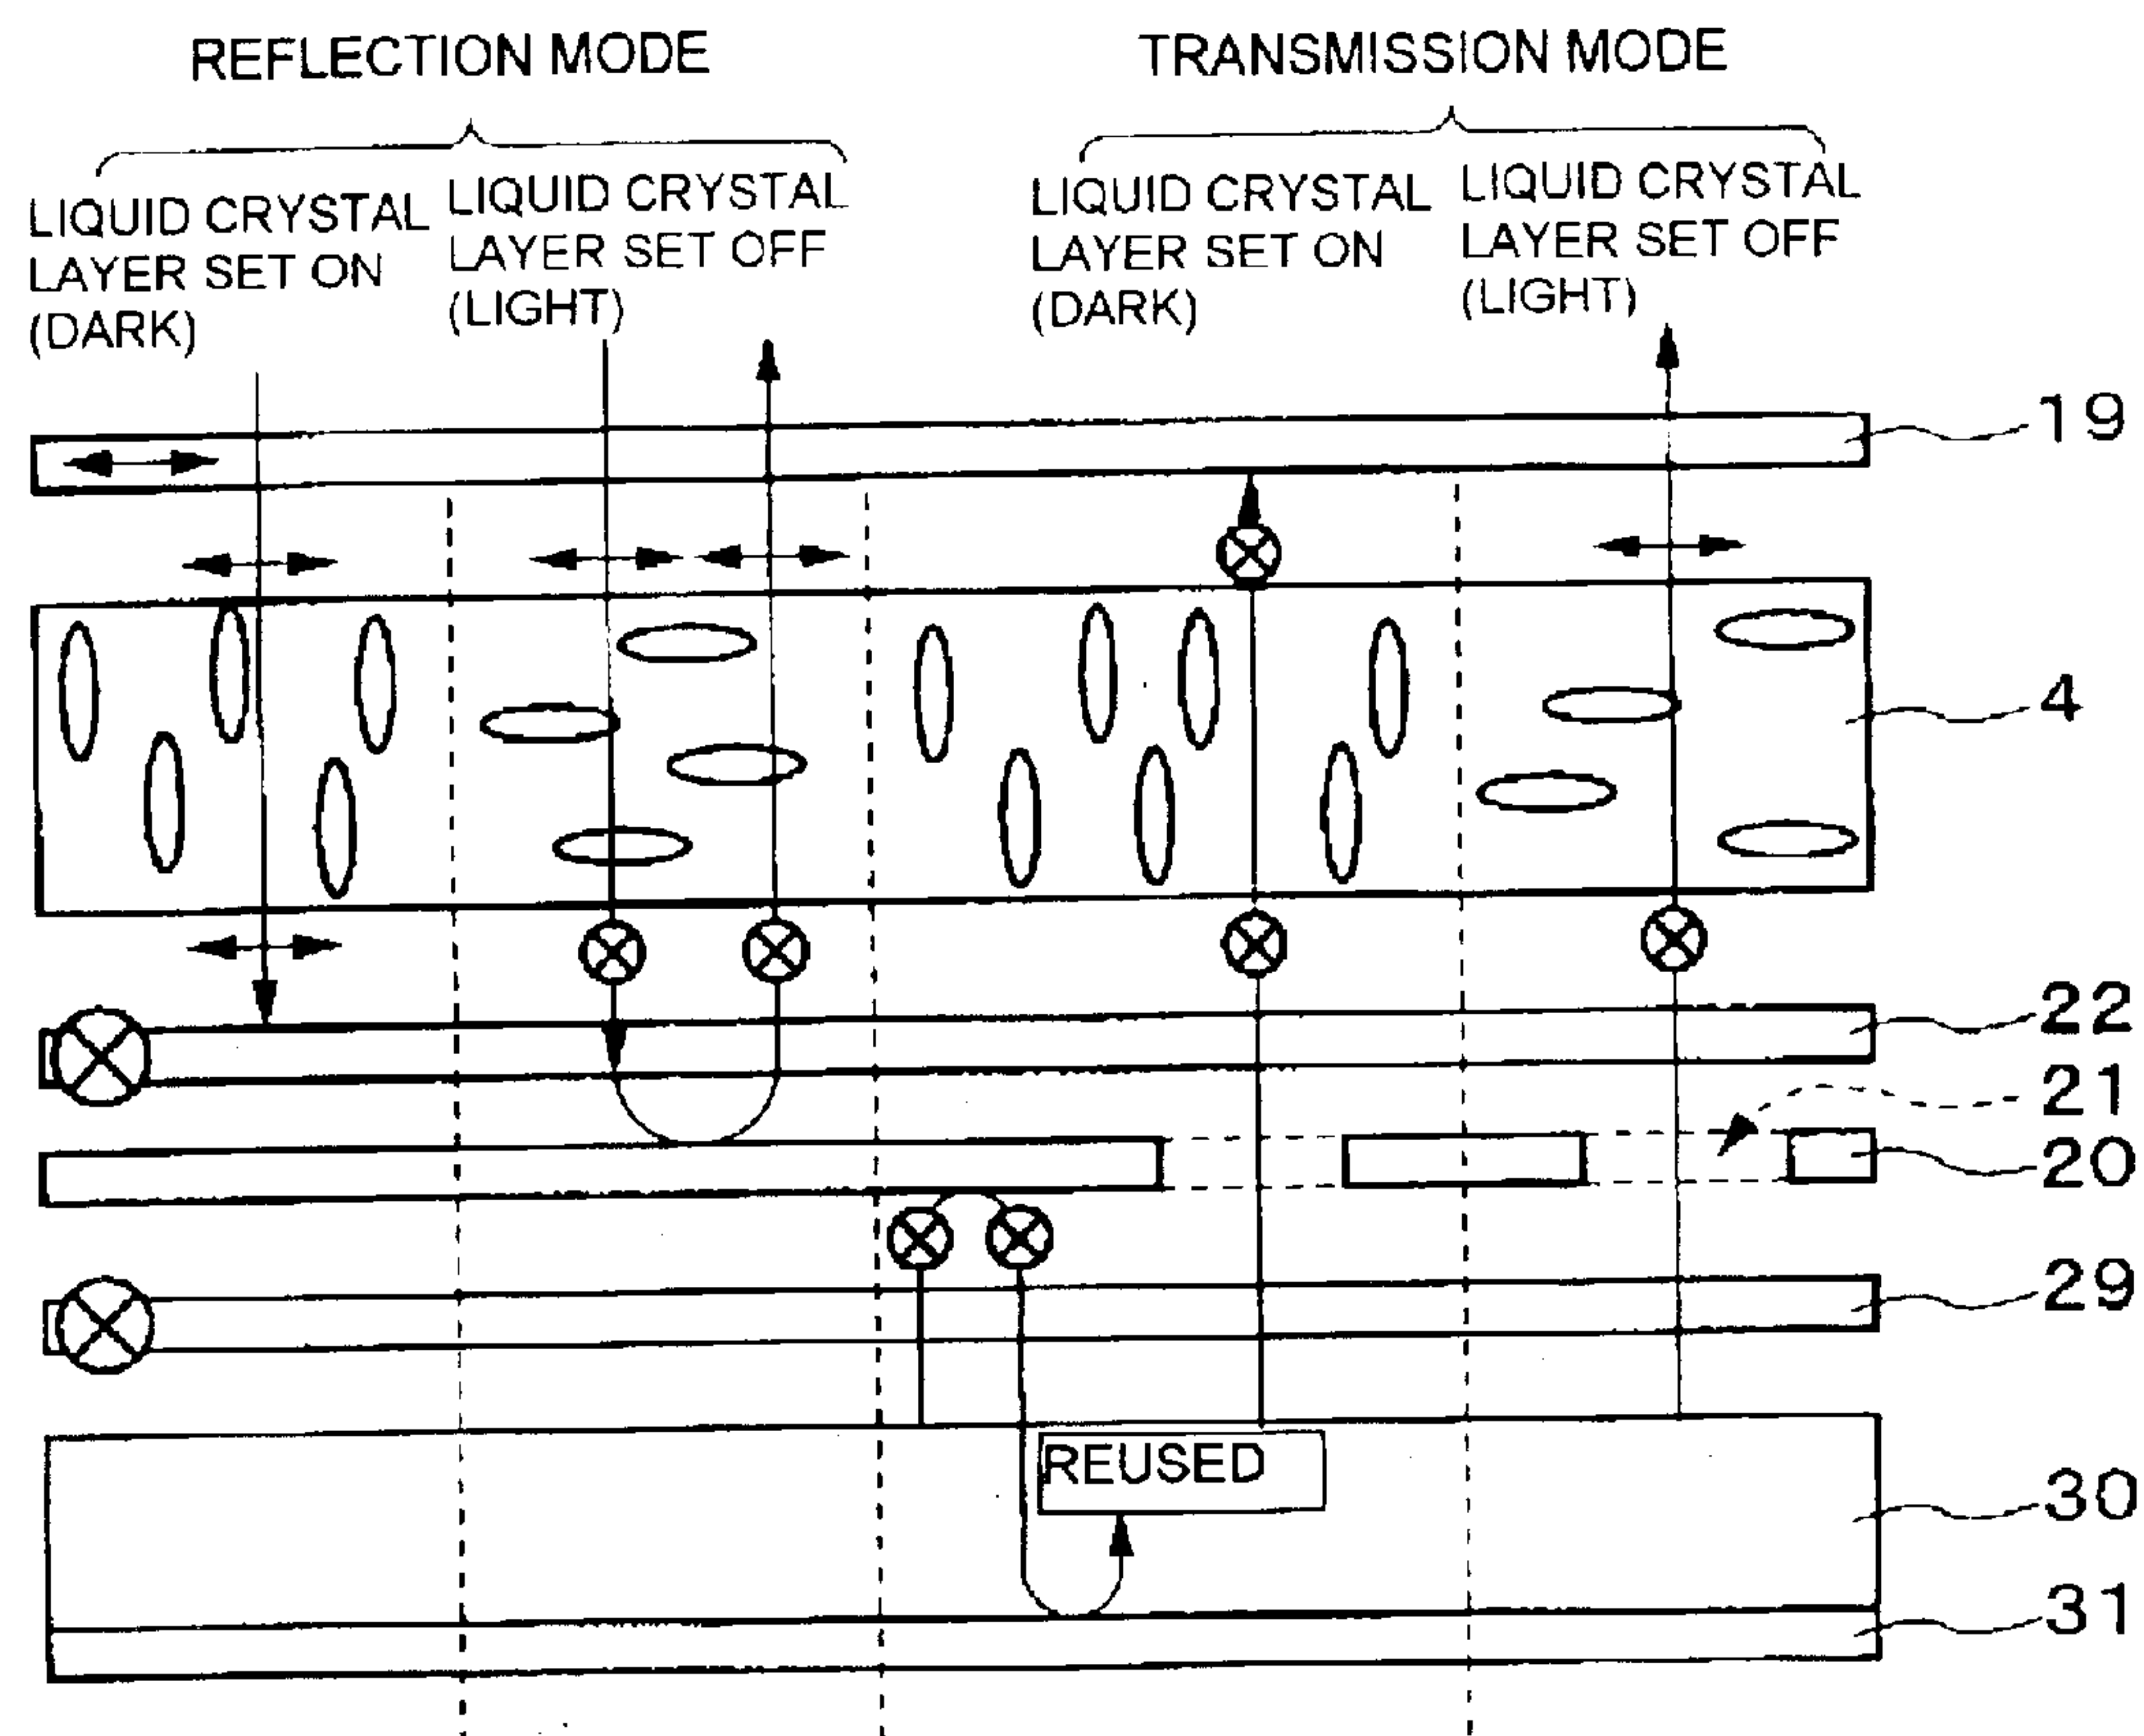 REFLECTION MODE
TRANSMISSION MODE
LIQUID CRYSTAL
LAYER SET ON
(DARK)
LIQUID CRYSTAL
LAYER SET OFF
(LIGHT)
LIQUID CRYSTAL
LAYER SET ON
(DARK)
LIQUID CRYSTAL
LAYER SET OFF
(LIGHT)
19
4
22
21
20
29
REUSED
30
31